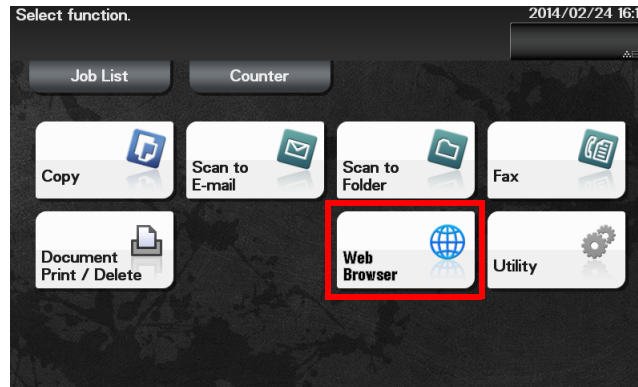 Select function.
2014/02/24 16:1
Job List
Counter
Copy
Scan to
E-mail
Scan to
Folder
Fax
Document
Print / Delete
Web
Browser
Utility